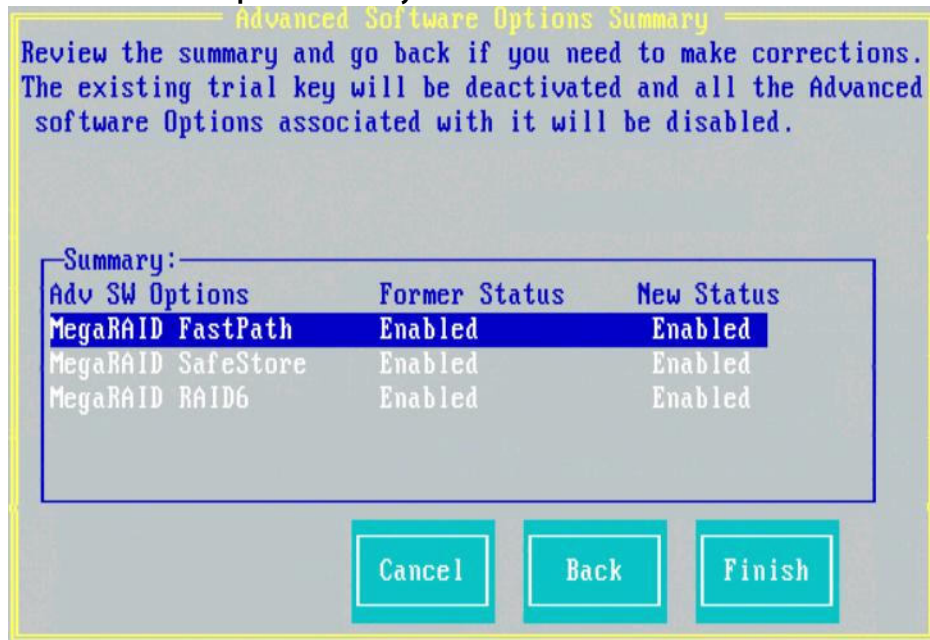 Advanced Software Options Summary
Review the summary and go back if you need to make corrections.
The existing trial key will be deactivated and all the Advanced
software Options associated with it will be disabled.
Summary:
Adv SW Options Former Status New Status
MegaRAID FastPath Enabled Enabled
MegaRAID SafeStore Enabled Enabled
MegaRAID RAID6 Enabled Enabled
Cancel Back Finish